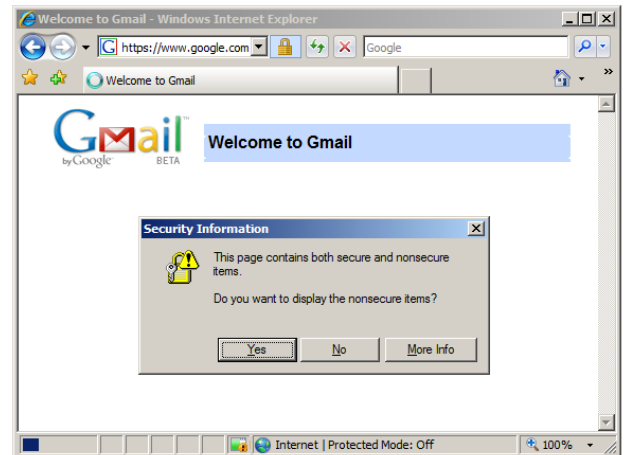 Welcome to Gmail - Windows Internet Explorer
https://www.google.com
Google
Welcome to Gmail
»
Gmail™
by Google BETA
Welcome to Gmail
Security Information
This page contains both secure and nonsecure
items.
Do you want to display the nonsecure items?
Yes No More Info
Internet | Protected Mode: Off
100%